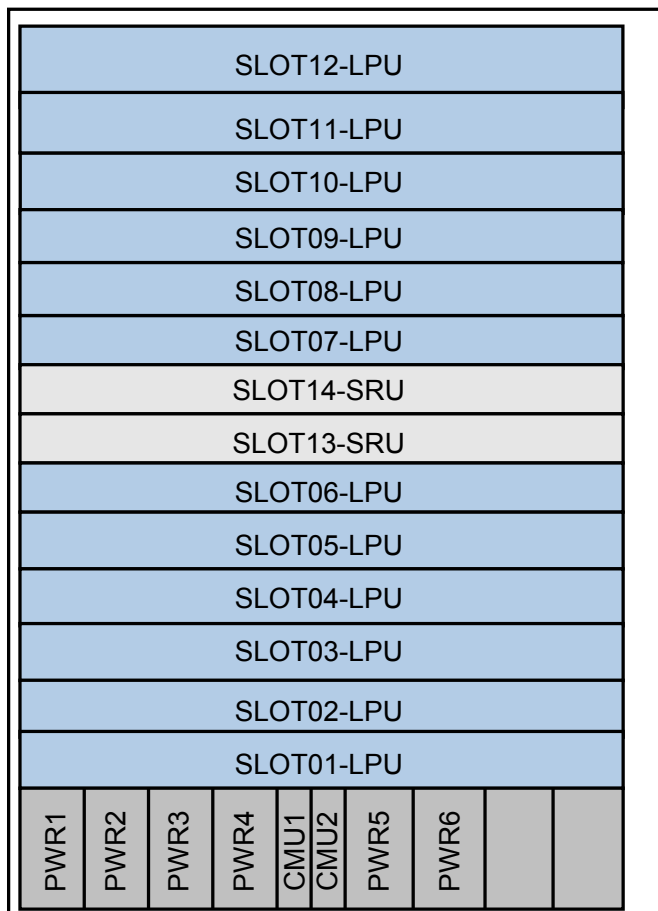 SLOT12-LPU
SLOT11-LPU
SLOT10-LPU
SLOT09-LPU
SLOT08-LPU
SLOT07-LPU
SLOT14-SRU
SLOT13-SRU
SLOT06-LPU
SLOT05-LPU
SLOT04-LPU
SLOT03-LPU
SLOT02-LPU
SLOT01-LPU
PWR1
PWR2
PWR3
PWR4
CMU1
CMU2
PWR5
PWR6